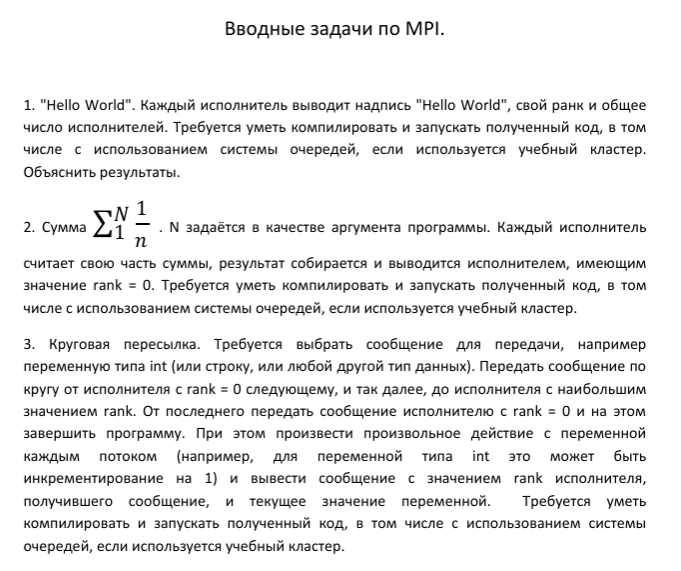 Вводные задачи по MPI.
1. "Hello World". Каждый исполнитель выводит надпись "Hello World", свой ранк и общее
число исполнителей. Требуется уметь компилировать и запускать полученный код, в том
числе с использованием системы очередей, если используется учебный кластер.
Объяснить результаты.
2. Сумма ∑₁ᴺ 1/n . N задаётся в качестве аргумента программы. Каждый исполнитель
считает свою часть суммы, результат собирается и выводится исполнителем, имеющим
значение rank = 0. Требуется уметь компилировать и запускать полученный код, в том
числе с использованием системы очередей, если используется учебный кластер.
3. Круговая пересылка. Требуется выбрать сообщение для передачи, например
переменную типа int (или строку, или любой другой тип данных). Передать сообщение по
кругу от исполнителя с rank = 0 следующему, и так далее, до исполнителя с наибольшим
значением rank. От последнего передать сообщение исполнителю с rank = 0 и на этом
завершить программу. При этом произвести произвольное действие с переменной
каждым потоком (например, для переменной типа int это может быть
инкрементирование на 1) и вывести сообщение с значением rank исполнителя,
получившего сообщение, и текущее значение переменной. Требуется уметь
компилировать и запускать полученный код, в том числе с использованием системы
очередей, если используется учебный кластер.